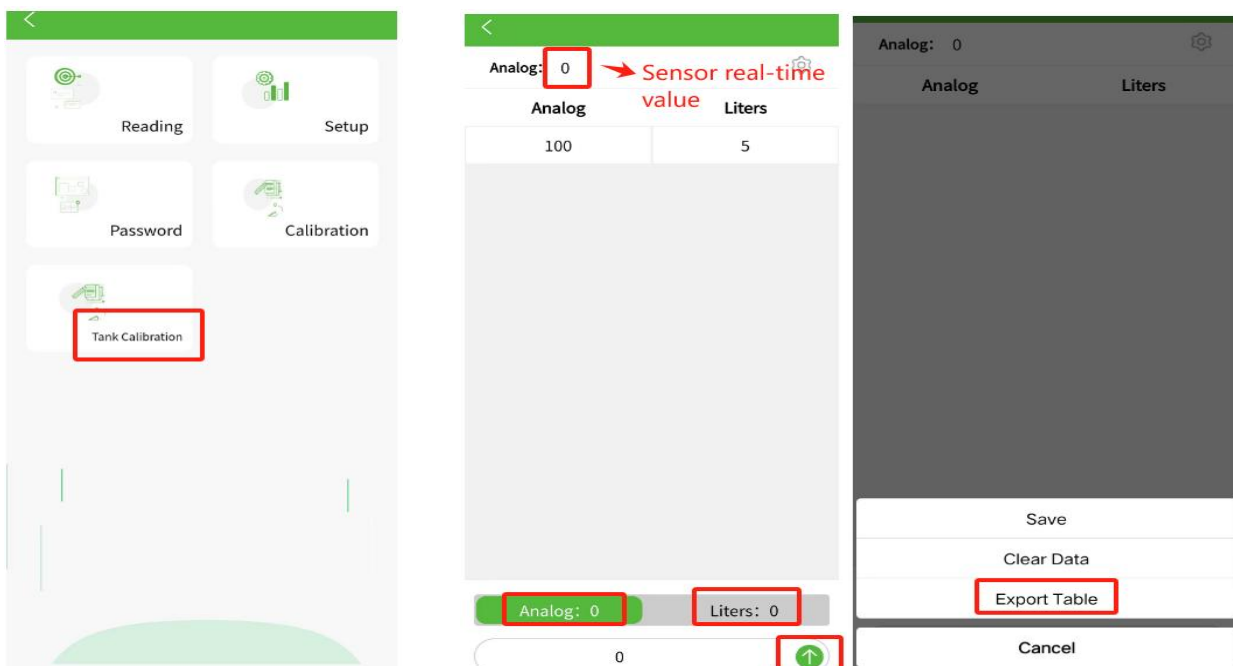 Reading
Setup
Password
Calibration
Tank Calibration
Analog: 0
Sensor real-time
value
Analog Liters
100 5
Analog: 0 Liters: 0
0
Analog: 0
Analog Liters
Save
Clear Data
Export Table
Cancel